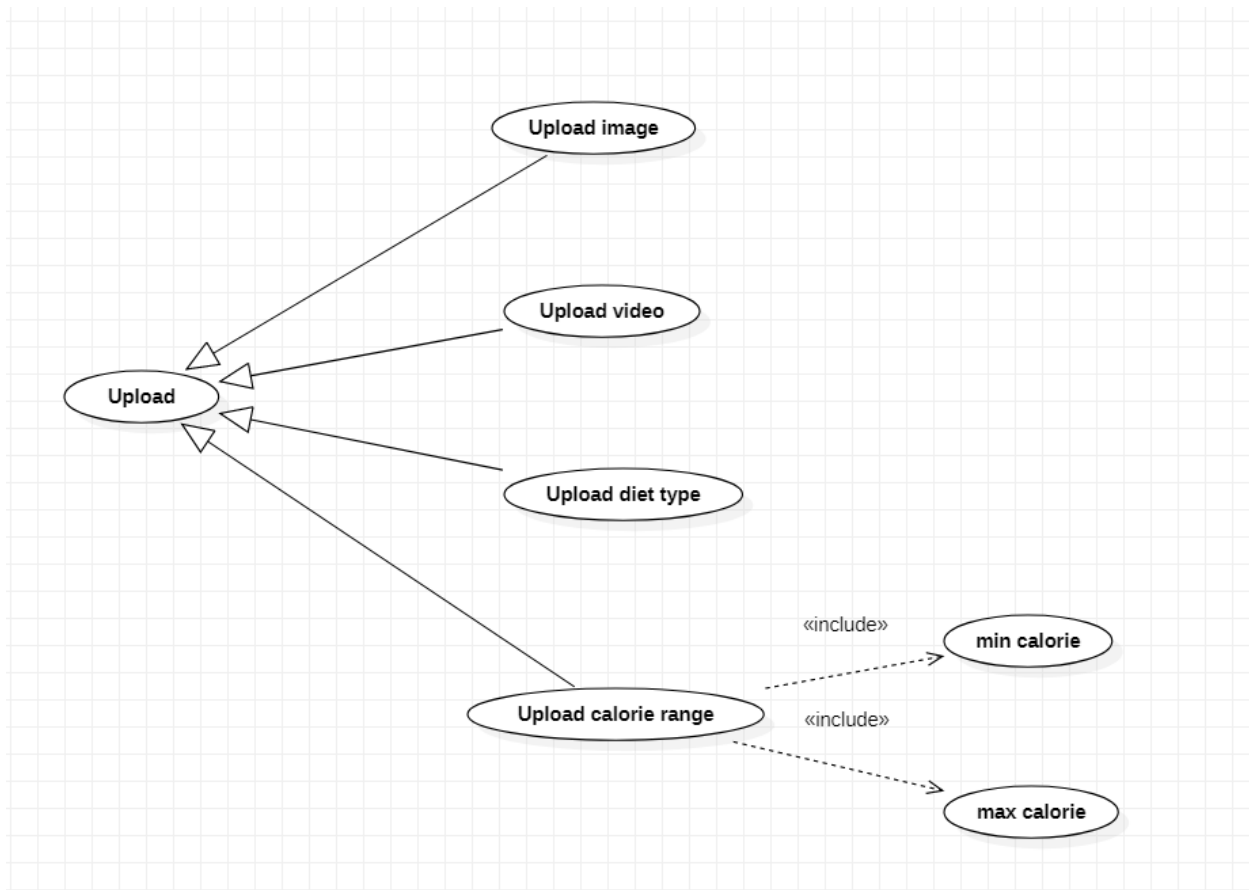 Upload image
Upload video
Upload
Upload diet type
«include»
min calorie
Upload calorie range
«include»
max calorie